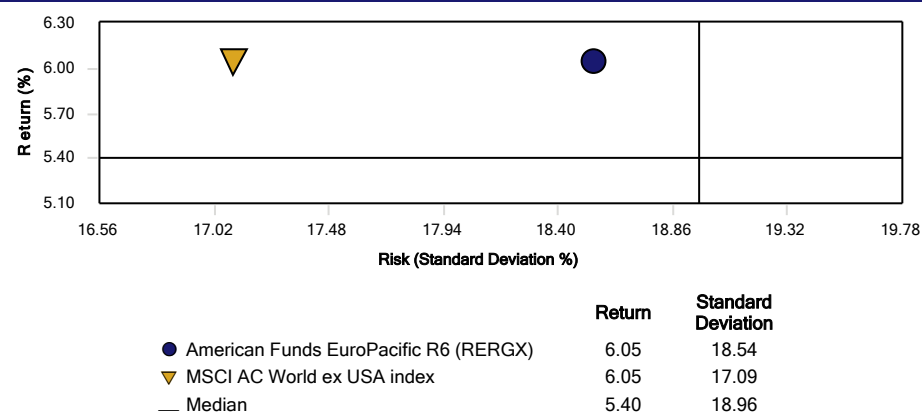 6.30
6.00
5.70
5.40
5.10
Return (%)
16.56 17.02 17.48 17.94 18.40 18.86 19.32 19.78
Risk (Standard Deviation %)
Return Standard Deviation
American Funds EuroPacific R6 (RERGX) 6.05 18.54
MSCI AC World ex USA index 6.05 17.09
Median 5.40 18.96